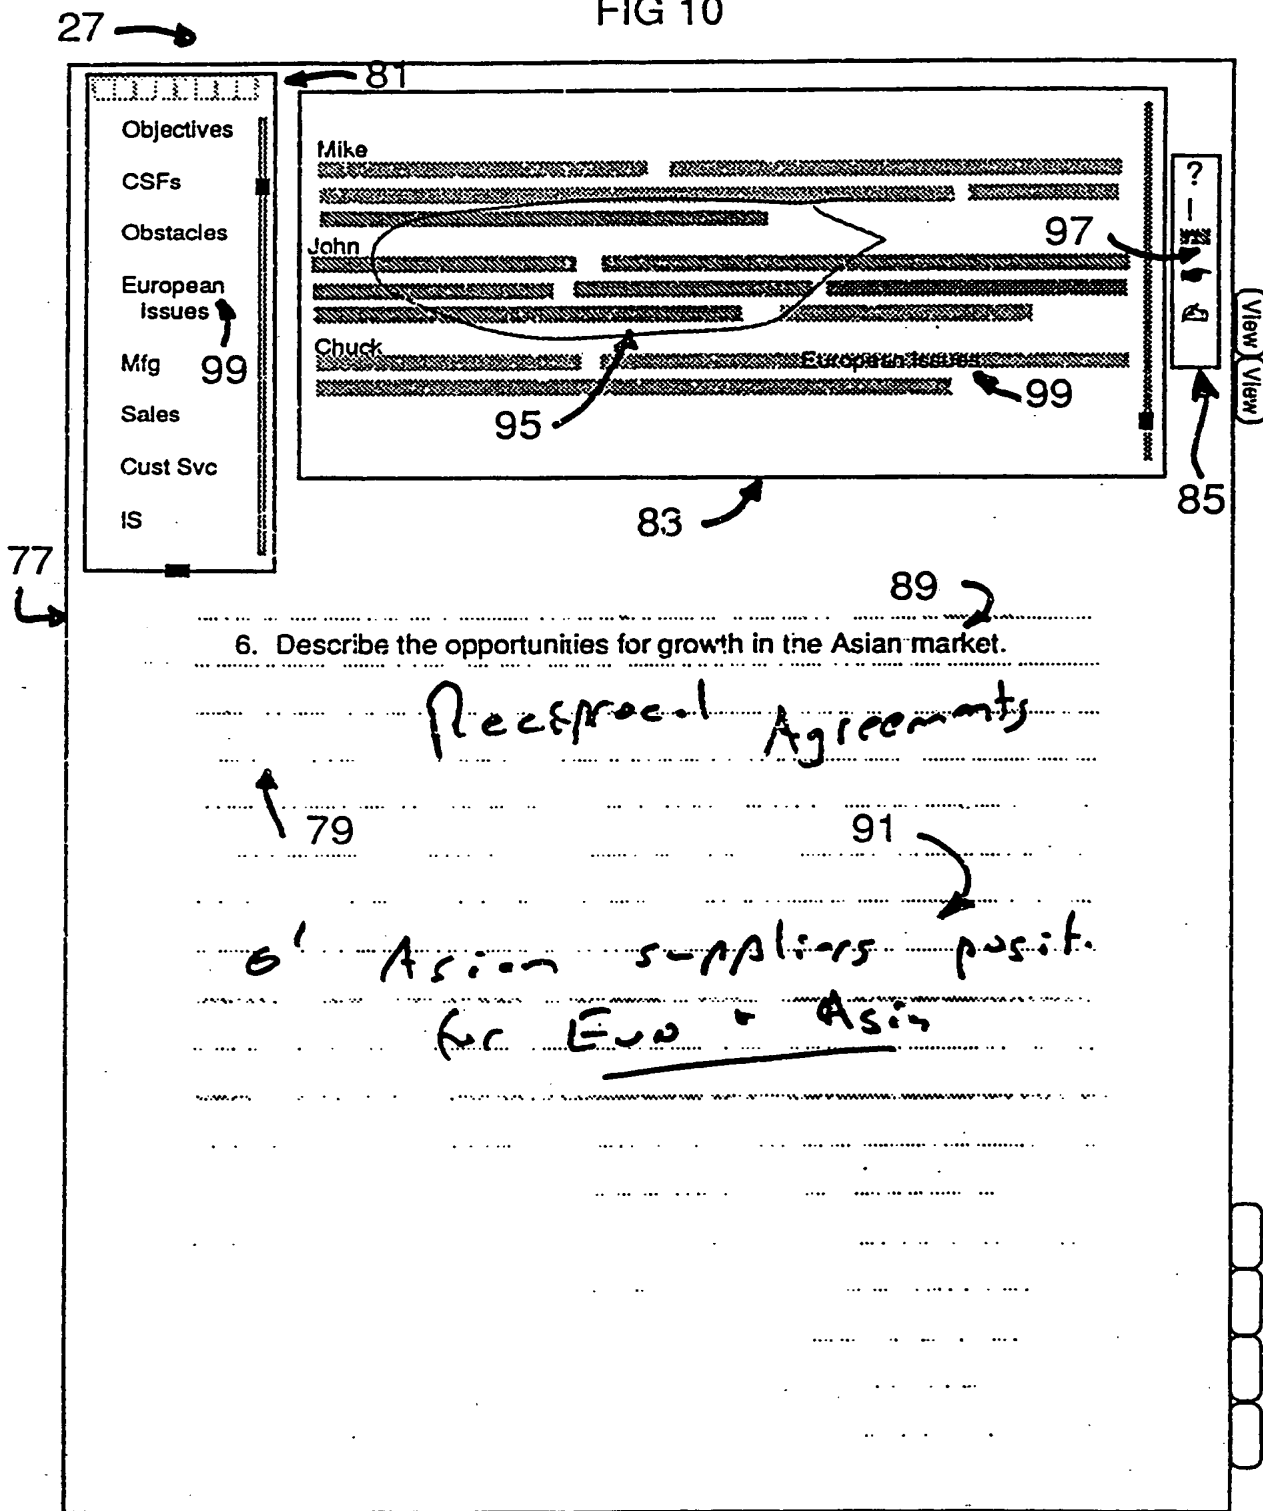 FIG 10
27
81
Objectives
CSFs
Obstacles
European
Issues
99
Mfg
Sales
Cust Svc
IS
Mike
John
Chuck
European Issues
99
95
97
?
85
83
View
View
77
89
6. Describe the opportunities for growth in the Asian market.
Reciprocal Agreements
79
91
Asian suppliers posit.
for Euro + Asia